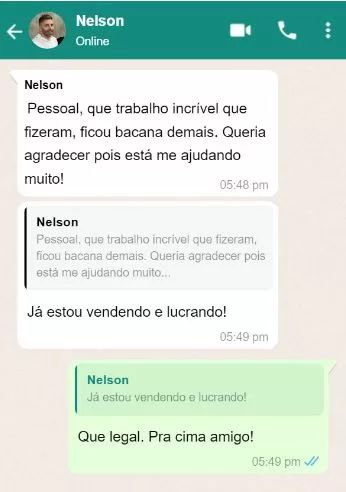 Nelson
Online
Nelson
Pessoal, que trabalho incrível que
fizeram, ficou bacana demais. Queria
agradecer pois está me ajudando
muito!
05:48 pm
Nelson
Pessoal, que trabalho incrível que fizeram,
ficou bacana demais. Queria agradecer pois
está me ajudando muito...
Já estou vendendo e lucrando!
05:49 pm
Nelson
Já estou vendendo e lucrando!
Que legal. Pra cima amigo!
05:49 pm